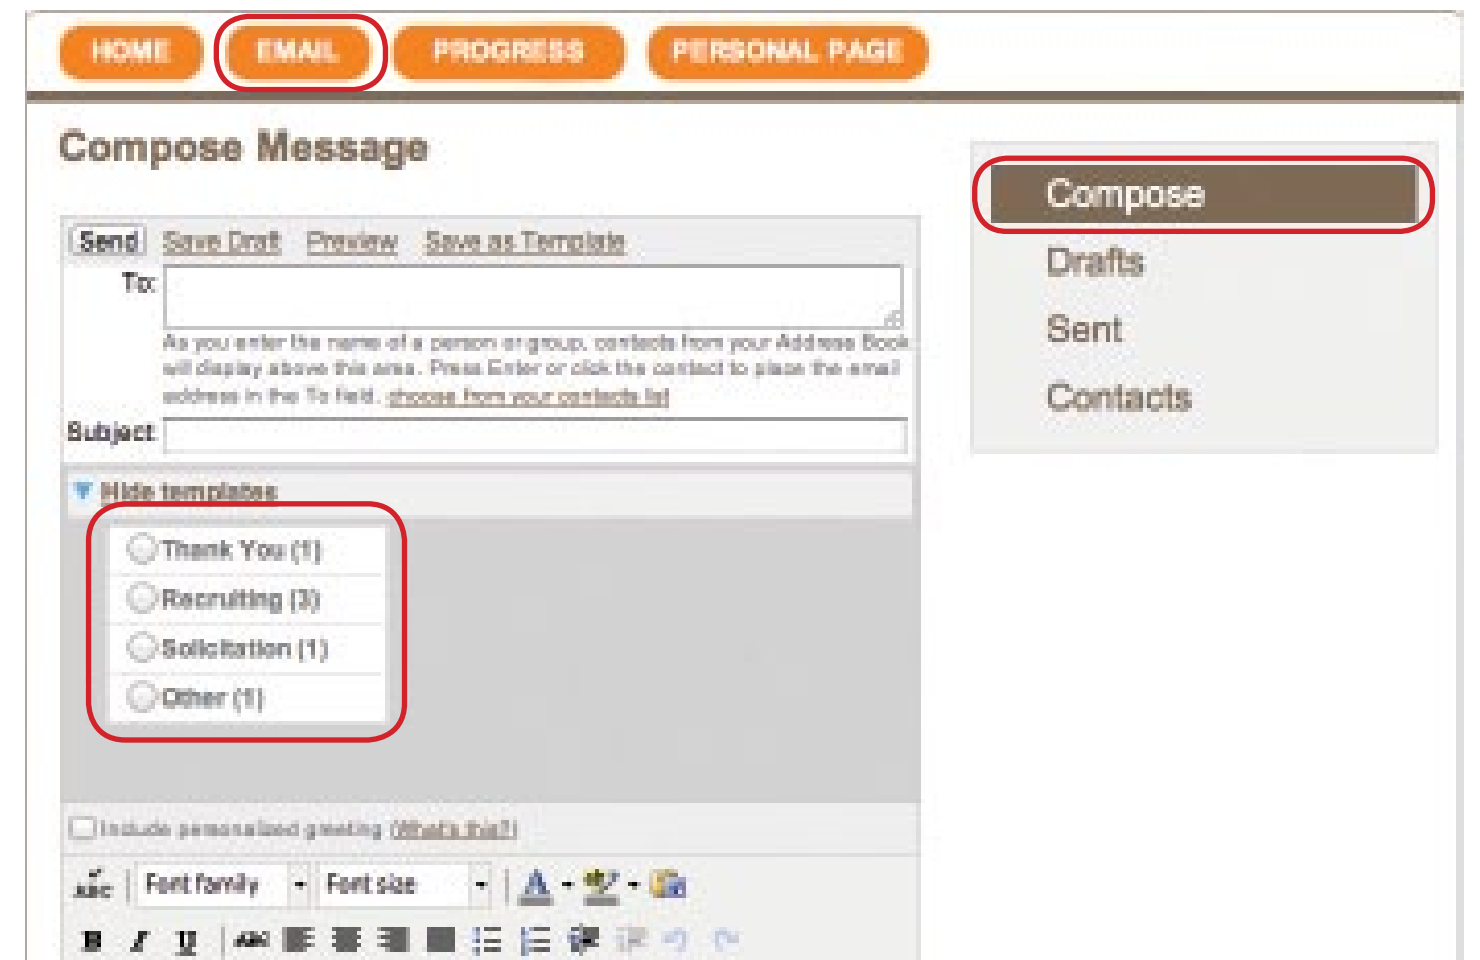 HOME EMAIL PROGRESS PERSONAL PAGE
Compose Message
Send Save Draft Preview Save as Template
To:
As you enter the name of a person or group, contacts from your Address Book
will display above this area. Press Enter or click the contact to place the email
address in the To field. choose from your contacts list
Subject
Hide templates
Thank You (1)
Recruiting (3)
Solicitation (1)
Other (1)
Include personalized greeting (What's this?)
ABC Font family Font size A ab
B I U ABC
Compose
Drafts
Sent
Contacts